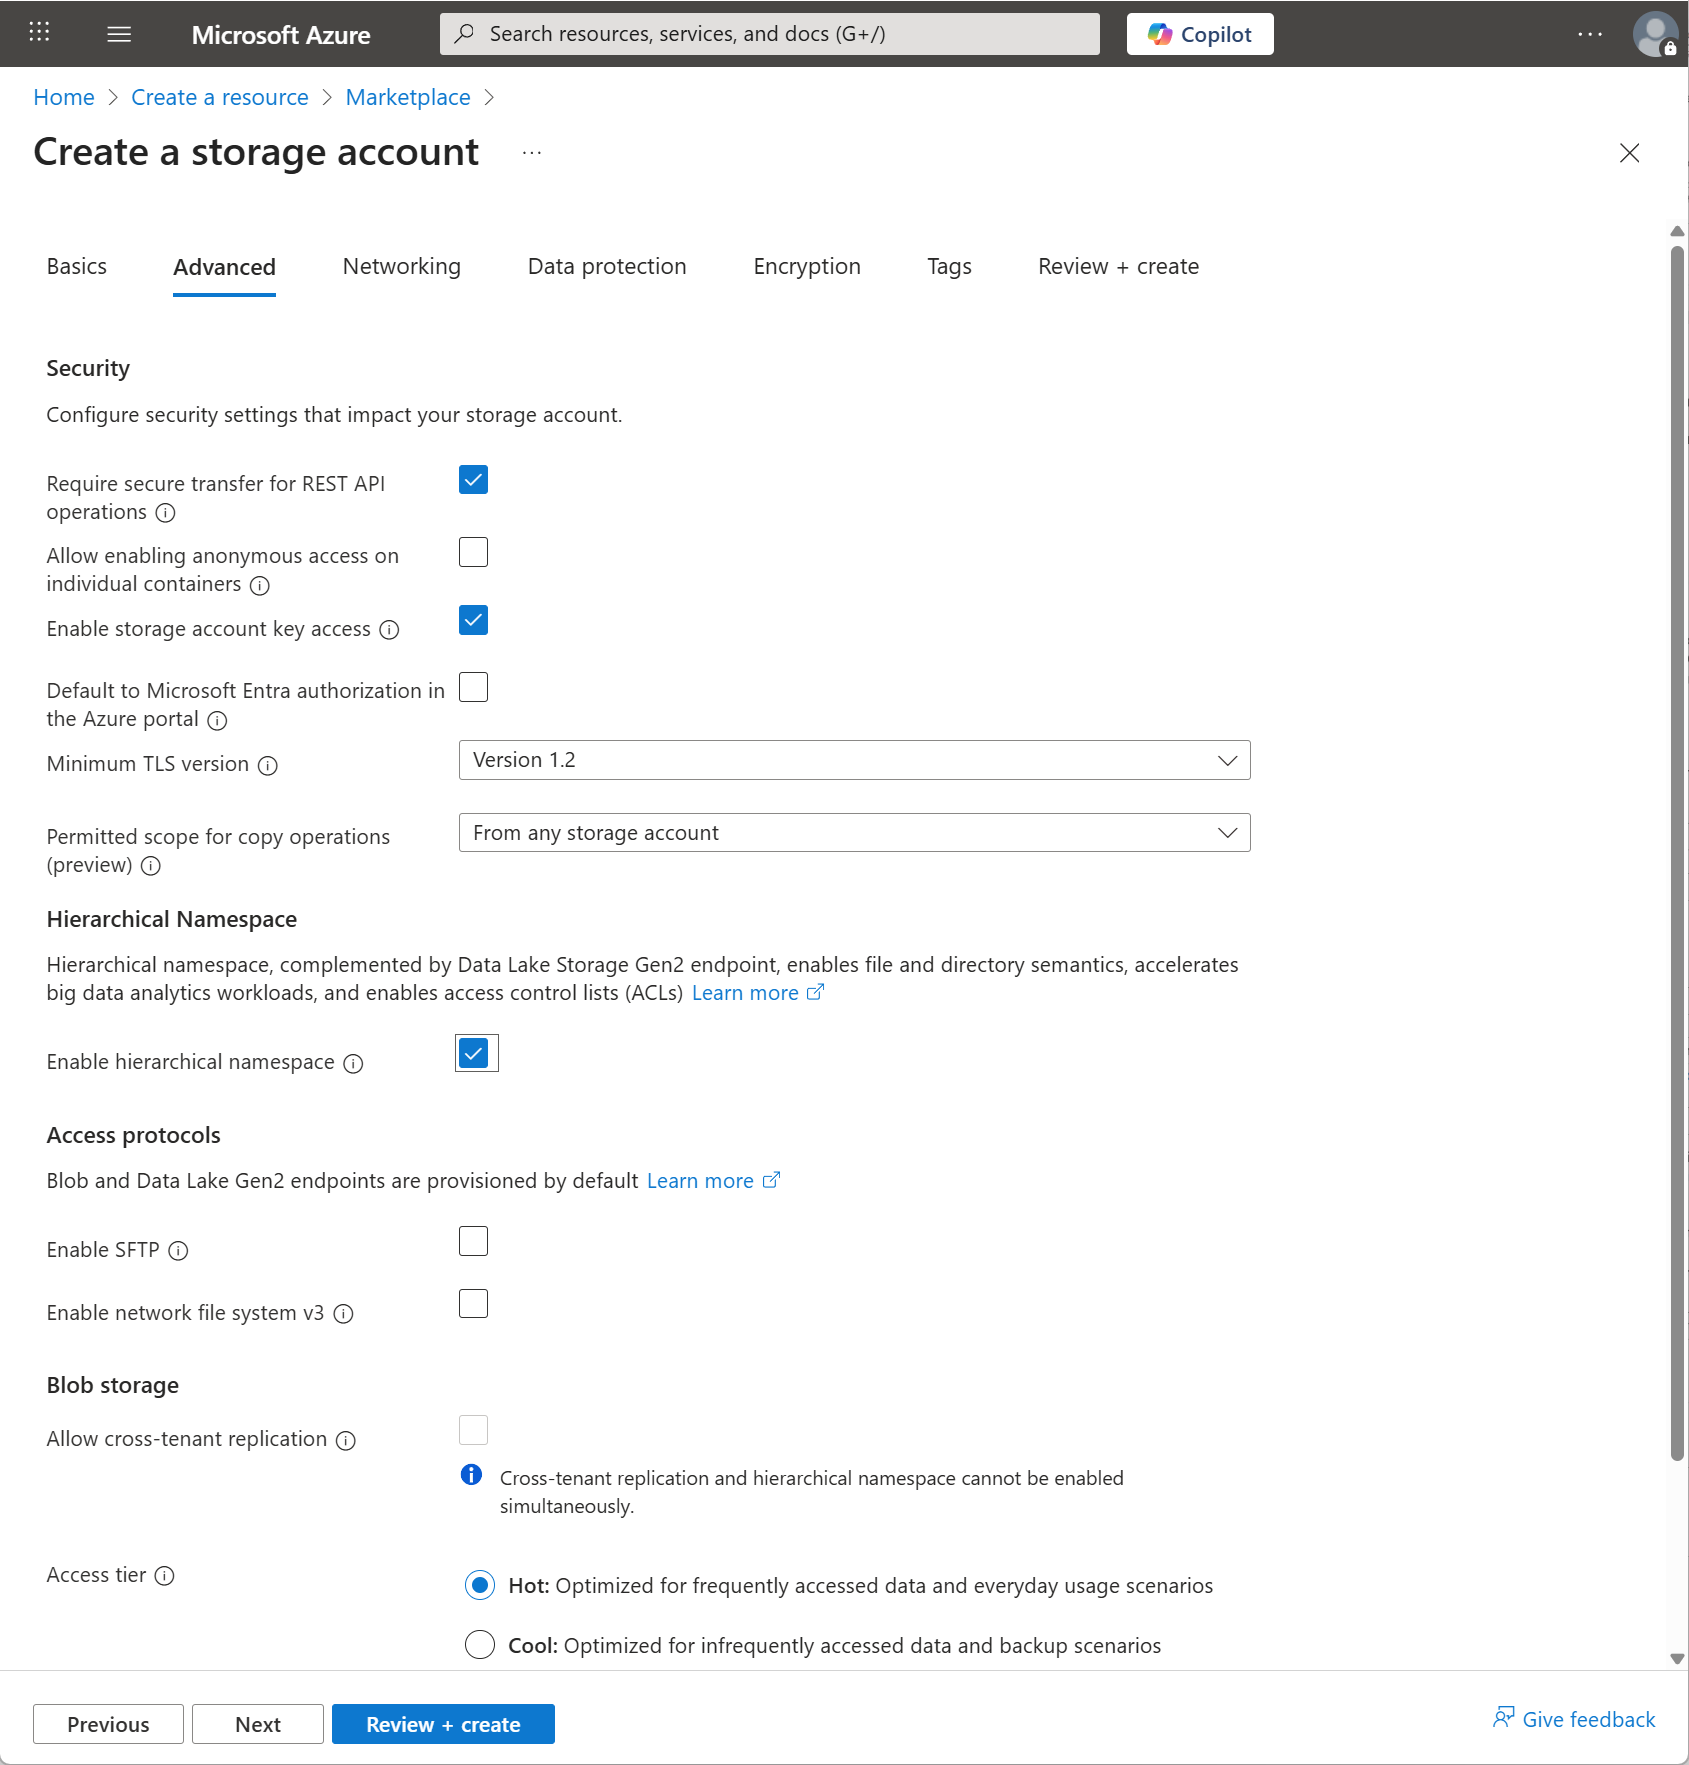 Microsoft Azure
Search resources, services, and docs (G+/)
Copilot
Home > Create a resource > Marketplace >
Create a storage account ...
Basics
Advanced
Networking
Data protection
Encryption
Tags
Review + create
Security
Configure security settings that impact your storage account.
Require secure transfer for REST API
operations
Allow enabling anonymous access on
individual containers
Enable storage account key access
Default to Microsoft Entra authorization in
the Azure portal
Minimum TLS version
Version 1.2
Permitted scope for copy operations
(preview)
From any storage account
Hierarchical Namespace
Hierarchical namespace, complemented by Data Lake Storage Gen2 endpoint, enables file and directory semantics, accelerates
big data analytics workloads, and enables access control lists (ACLs) Learn more
Enable hierarchical namespace
Access protocols
Blob and Data Lake Gen2 endpoints are provisioned by default Learn more
Enable SFTP
Enable network file system v3
Blob storage
Allow cross-tenant replication
Cross-tenant replication and hierarchical namespace cannot be enabled
simultaneously.
Access tier
Hot: Optimized for frequently accessed data and everyday usage scenarios
Cool: Optimized for infrequently accessed data and backup scenarios
Previous
Next
Review + create
Give feedback